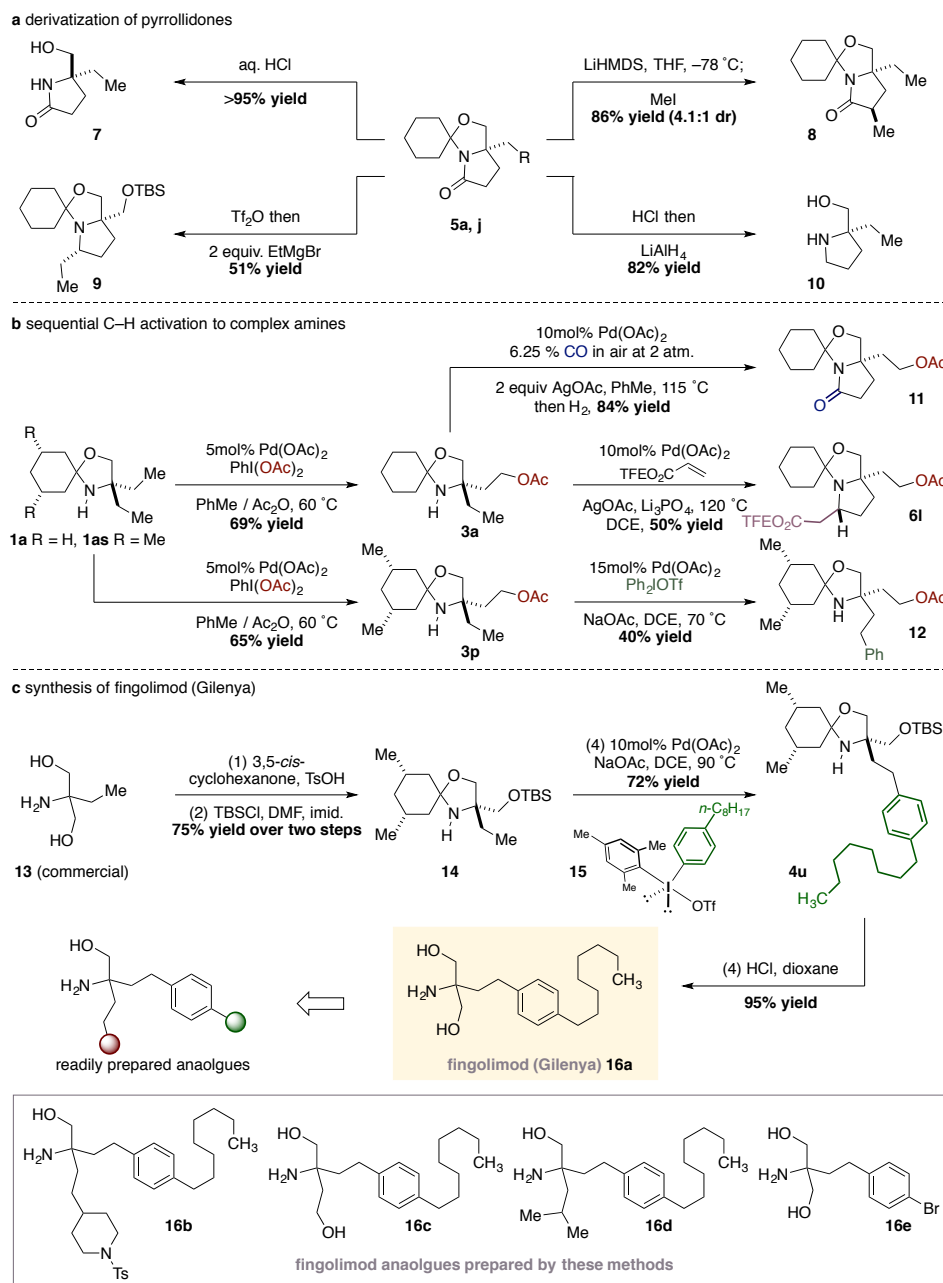 a derivatization of pyrrollidones
HO
HN
O
Me
7
aq. HCl
>95% yield
O
N
O
R
5a, j
LiHMDS, THF, –78 ˚C;
MeI
86% yield (4.1:1 dr)
O
N
O
Me
Me
8
O
OTBS
N
Me
9
Tf2O then
2 equiv. EtMgBr
51% yield
HCl then
LiAlH4
82% yield
HO
HN
Me
10
b sequential C–H activation to complex amines
10mol% Pd(OAc)2
6.25 % CO in air at 2 atm.
2 equiv AgOAc, PhMe, 115 ˚C
then H2, 84% yield
O
N
O
OAc
11
R
R
O
N
H
Me
Me
1a R = H, 1as R = Me
5mol% Pd(OAc)2
PhI(OAc)2
PhMe / Ac2O, 60 ˚C
69% yield
O
N
H
OAc
Me
3a
10mol% Pd(OAc)2
TFEO2C
AgOAc, Li3PO4, 120 ˚C
DCE, 50% yield
O
N
OAc
TFEO2C
H
6l
5mol% Pd(OAc)2
PhI(OAc)2
PhMe / Ac2O, 60 ˚C
65% yield
Me
Me
O
N
H
OAc
Me
3p
15mol% Pd(OAc)2
Ph2IOTf
NaOAc, DCE, 70 ˚C
40% yield
Me
Me
O
NH
OAc
Ph
12
c synthesis of fingolimod (Gilenya)
HO
H2N
Me
HO
13 (commercial)
(1) 3,5-cis-
cyclohexanone, TsOH
(2) TBSCl, DMF, imid.
75% yield over two steps
Me
Me
O
N
H
OTBS
Me
14
(4) 10mol% Pd(OAc)2
NaOAc, DCE, 90 ˚C
72% yield
n-C8H17
Me
Me
Me
I
OTf
15
Me
Me
O
N
H
OTBS
H3C
4u
(4) HCl, dioxane
95% yield
HO
H2N
HO
CH3
fingolimod (Gilenya) 16a
HO
H2N
readily prepared anaolgues
HO
H2N
CH3
N
Ts
16b
HO
H2N
OH
CH3
16c
HO
H2N
Me
Me
CH3
16d
HO
H2N
HO
Br
16e
fingolimod anaolgues prepared by these methods